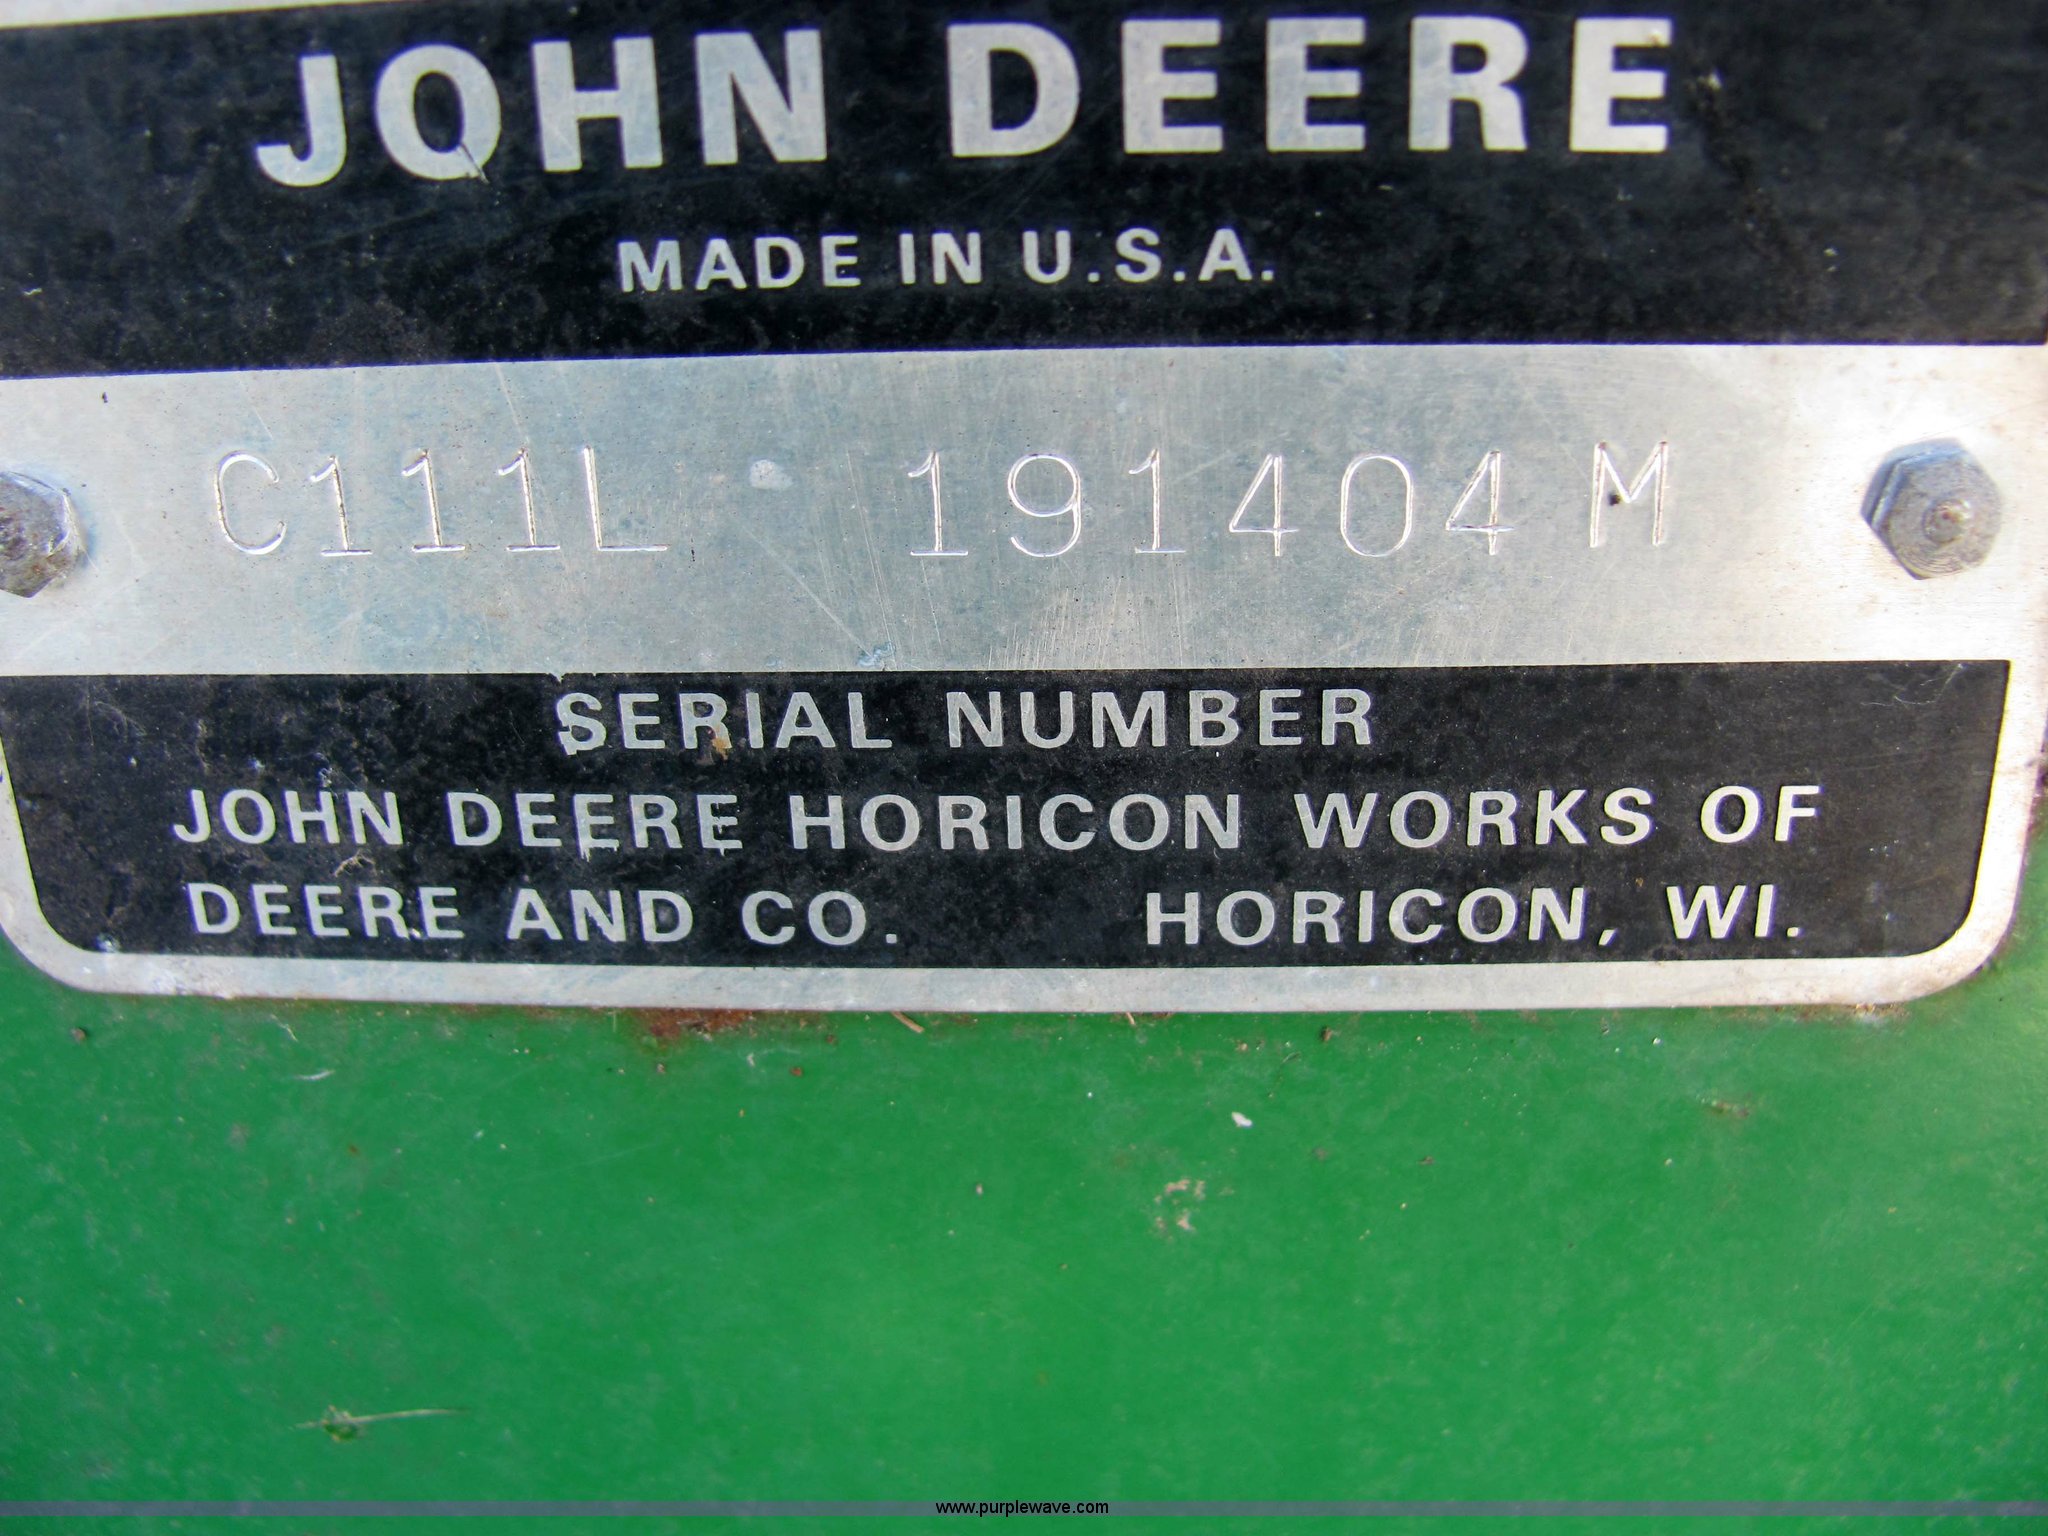 JOHN DEERE
MADE IN U.S.A.
C111L 191404M
SERIAL NUMBER
JOHN DEERE HORICON WORKS OF
DEERE AND CO. HORICON, WI.
www.purplewave.com